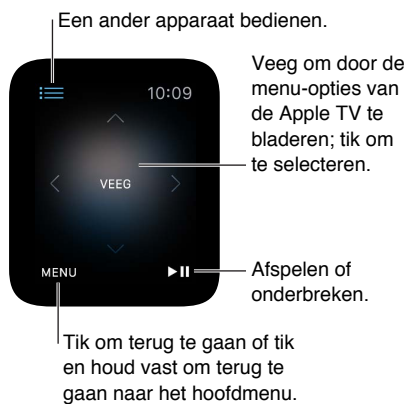 Een ander apparaat bedienen.
10:09
VEEG
MENU
Veeg om door de
menu-opties van
de Apple TV te
bladeren; tik om
te selecteren.
Afspelen of
onderbreken.
Tik om terug te gaan of tik
en houd vast om terug te
gaan naar het hoofdmenu.